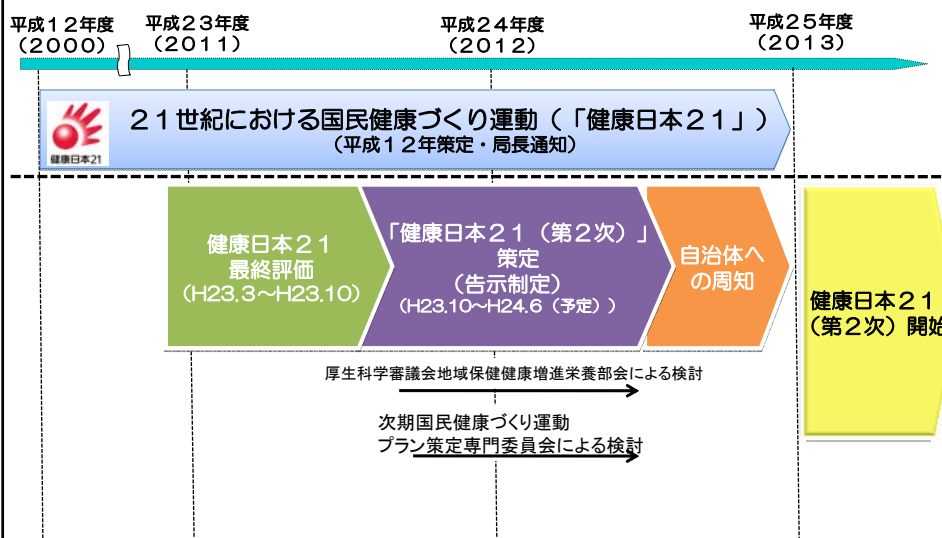 平成12年度
(2000)
平成23年度
(2011)
平成24年度
(2012)
平成25年度
(2013)
健康日本21
21世紀における国民健康づくり運動(「健康日本21」)
(平成12年策定・局長通知)
健康日本21
最終評価
(H23.3~H23.10)
「健康日本21(第2次)」
策定
(告示制定)
(H23.10~H24.6(予定))
自治体へ
の周知
健康日本21
(第2次)開始
厚生科学審議会地域保健健康増進栄養部会による検討
次期国民健康づくり運動
プラン策定専門委員会による検討